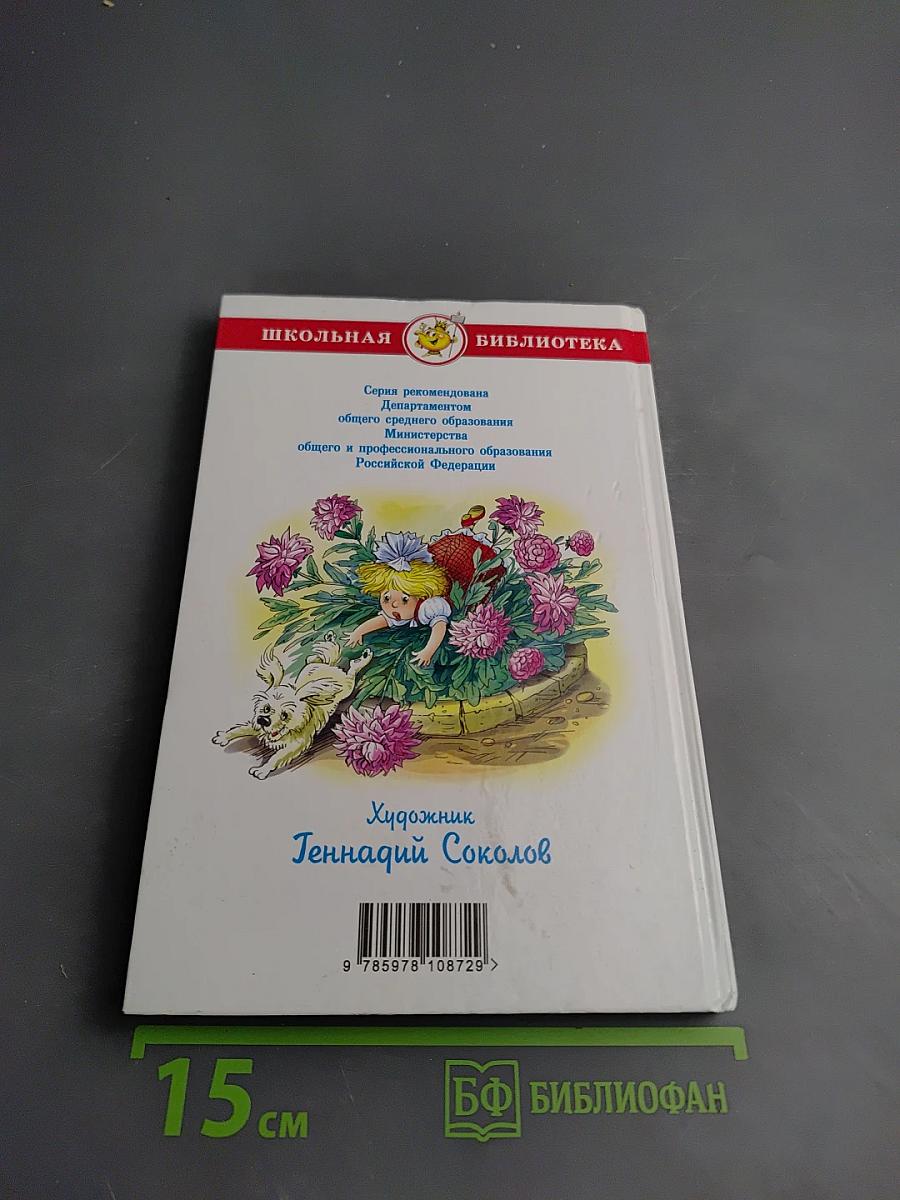 ШКОЛЬНАЯ БИБЛИОТЕКА
Серия рекомендована
Департаментом
общего среднего образования
Министерства
общего и профессионального образования
Российской Федерации
Художник
Геннадий Соколов
9 785978 108729 >
15 см
БФ БИБЛИОФАН